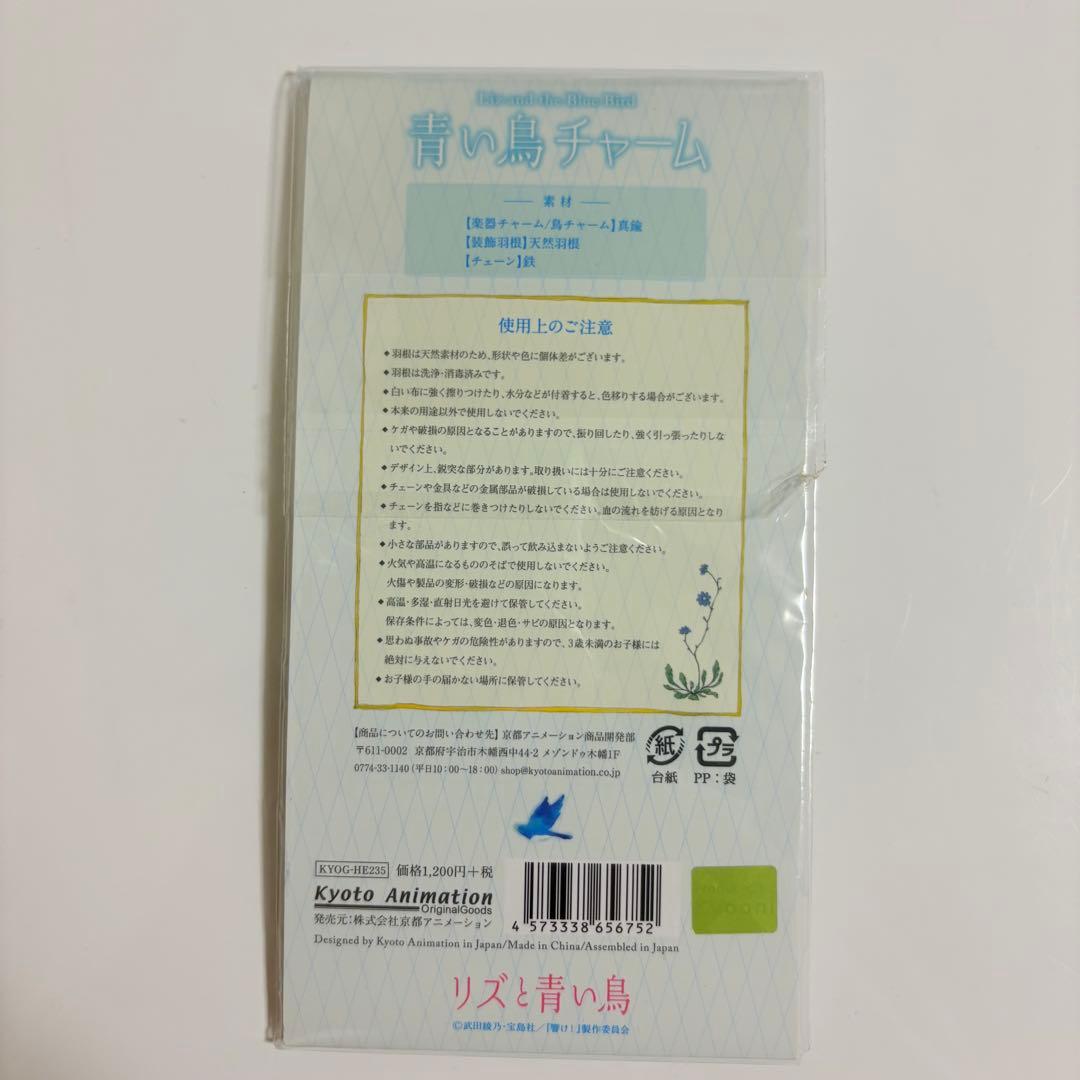 Liz and the Blue Bird
青い鳥チャーム
素材
【楽器チャーム/鳥チャーム】真鍮
【装飾羽根】天然羽根
【チェーン】鉄
使用上のご注意
◆羽根は天然素材のため、形状や色に個体差がございます。
◆羽根は洗浄・消毒済みです。
◆白い布に強く擦りつけたり、水分などが付着すると、色移りする場合がございます。
◆本来の用途以外で使用しないでください。
◆ケガや破損の原因となることがありますので、振り回したり、強く引っ張ったりしな
いでください。
◆デザイン上、鋭突な部分があります。取り扱いには十分にご注意ください。
◆チェーンや金具などの金属部品が破損している場合は使用しないでください。
◆チェーンを指などに巻きつけたりしないでください。血の流れを妨げる原因となり
ます。
◆小さな部品がありますので、誤って飲み込まないようご注意ください。
◆火気や高温になるもののそばで使用しないでください。
火傷や製品の変形・破損などの原因になります。
◆高温・多湿・直射日光を避けて保管してください。
保存条件によっては、変色・退色・サビの原因となります。
◆思わぬ事故やケガの危険性がありますので、3歳未満のお子様には
絶対に与えないでください。
◆お子様の手の届かない場所に保管してください。
【商品についてのお問い合わせ先】京都アニメーション商品開発部
〒611-0002 京都府宇治市木幡西中44-2 メゾンドゥ木幡1F
0774-33-1140（平日10：00〜18：00）shop@kyotoanimation.co.jp
紙
プラ
台紙 PP：袋
KYOG-HE235 価格1,200円+税
Kyoto Animation
OriginalGoods
発売元：株式会社京都アニメーション
4 573338 656752
Designed by Kyoto Animation in Japan/Made in China/Assembled in Japan
リズと青い鳥
©武田綾乃・宝島社／『響け！』製作委員会